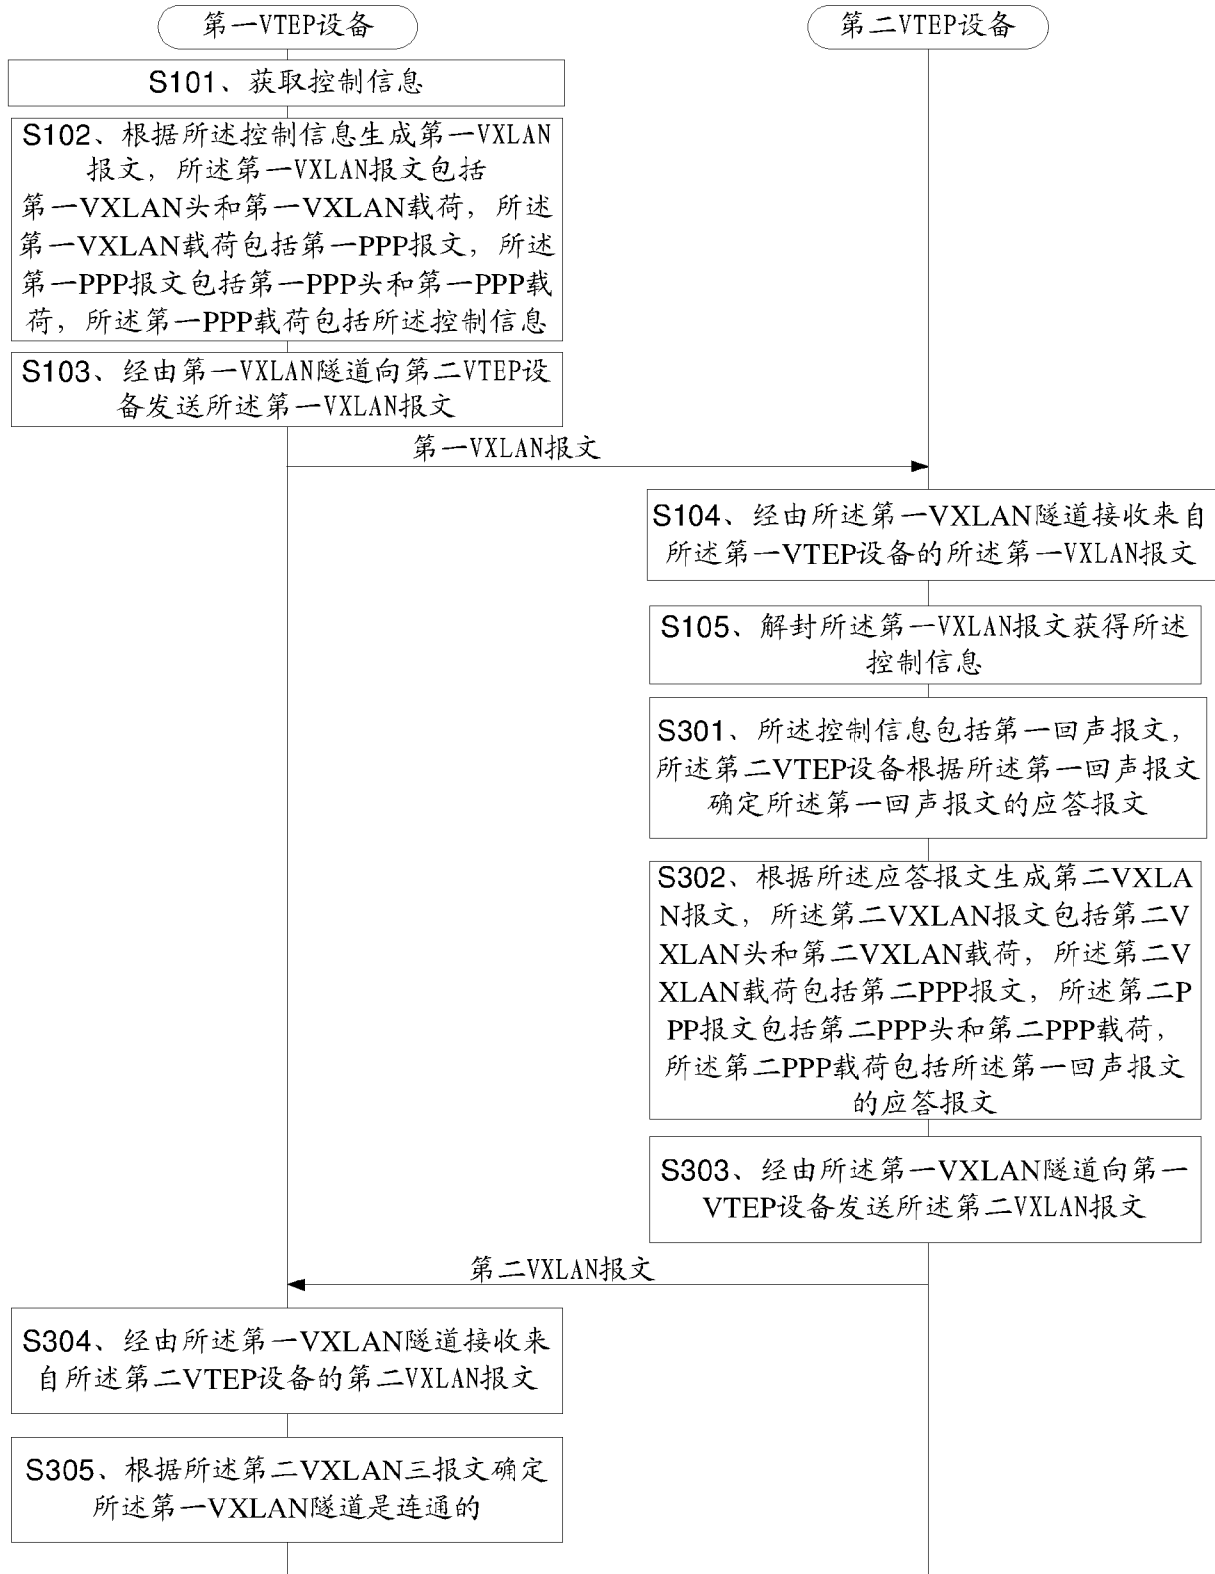 第一VTEP设备
第二VTEP设备
S101、获取控制信息
S102、根据所述控制信息生成第一VXLAN
报文，所述第一VXLAN报文包括
第一VXLAN头和第一VXLAN载荷，所述
第一VXLAN载荷包括第一PPP报文，所述
第一PPP报文包括第一PPP头和第一PPP载
荷，所述第一PPP载荷包括所述控制信息
S103、经由第一VXLAN隧道向第二VTEP设
备发送所述第一VXLAN报文
第一VXLAN报文
S104、经由所述第一VXLAN隧道接收来自
所述第一VTEP设备的所述第一VXLAN报文
S105、解封所述第一VXLAN报文获得所述
控制信息
S301、所述控制信息包括第一回声报文，
所述第二VTEP设备根据所述第一回声报文
确定所述第一回声报文的应答报文
S302、根据所述应答报文生成第二VXLA
N报文，所述第二VXLAN报文包括第二V
XLAN头和第二VXLAN载荷，所述第二V
XLAN载荷包括第二PPP报文，所述第二P
PP报文包括第二PPP头和第二PPP载荷，
所述第二PPP载荷包括所述第一回声报文
的应答报文
S303、经由所述第一VXLAN隧道向第一
VTEP设备发送所述第二VXLAN报文
第二VXLAN报文
S304、经由所述第一VXLAN隧道接收来
自所述第二VTEP设备的第二VXLAN报文
S305、根据所述第二VXLAN三报文确定
所述第一VXLAN隧道是连通的